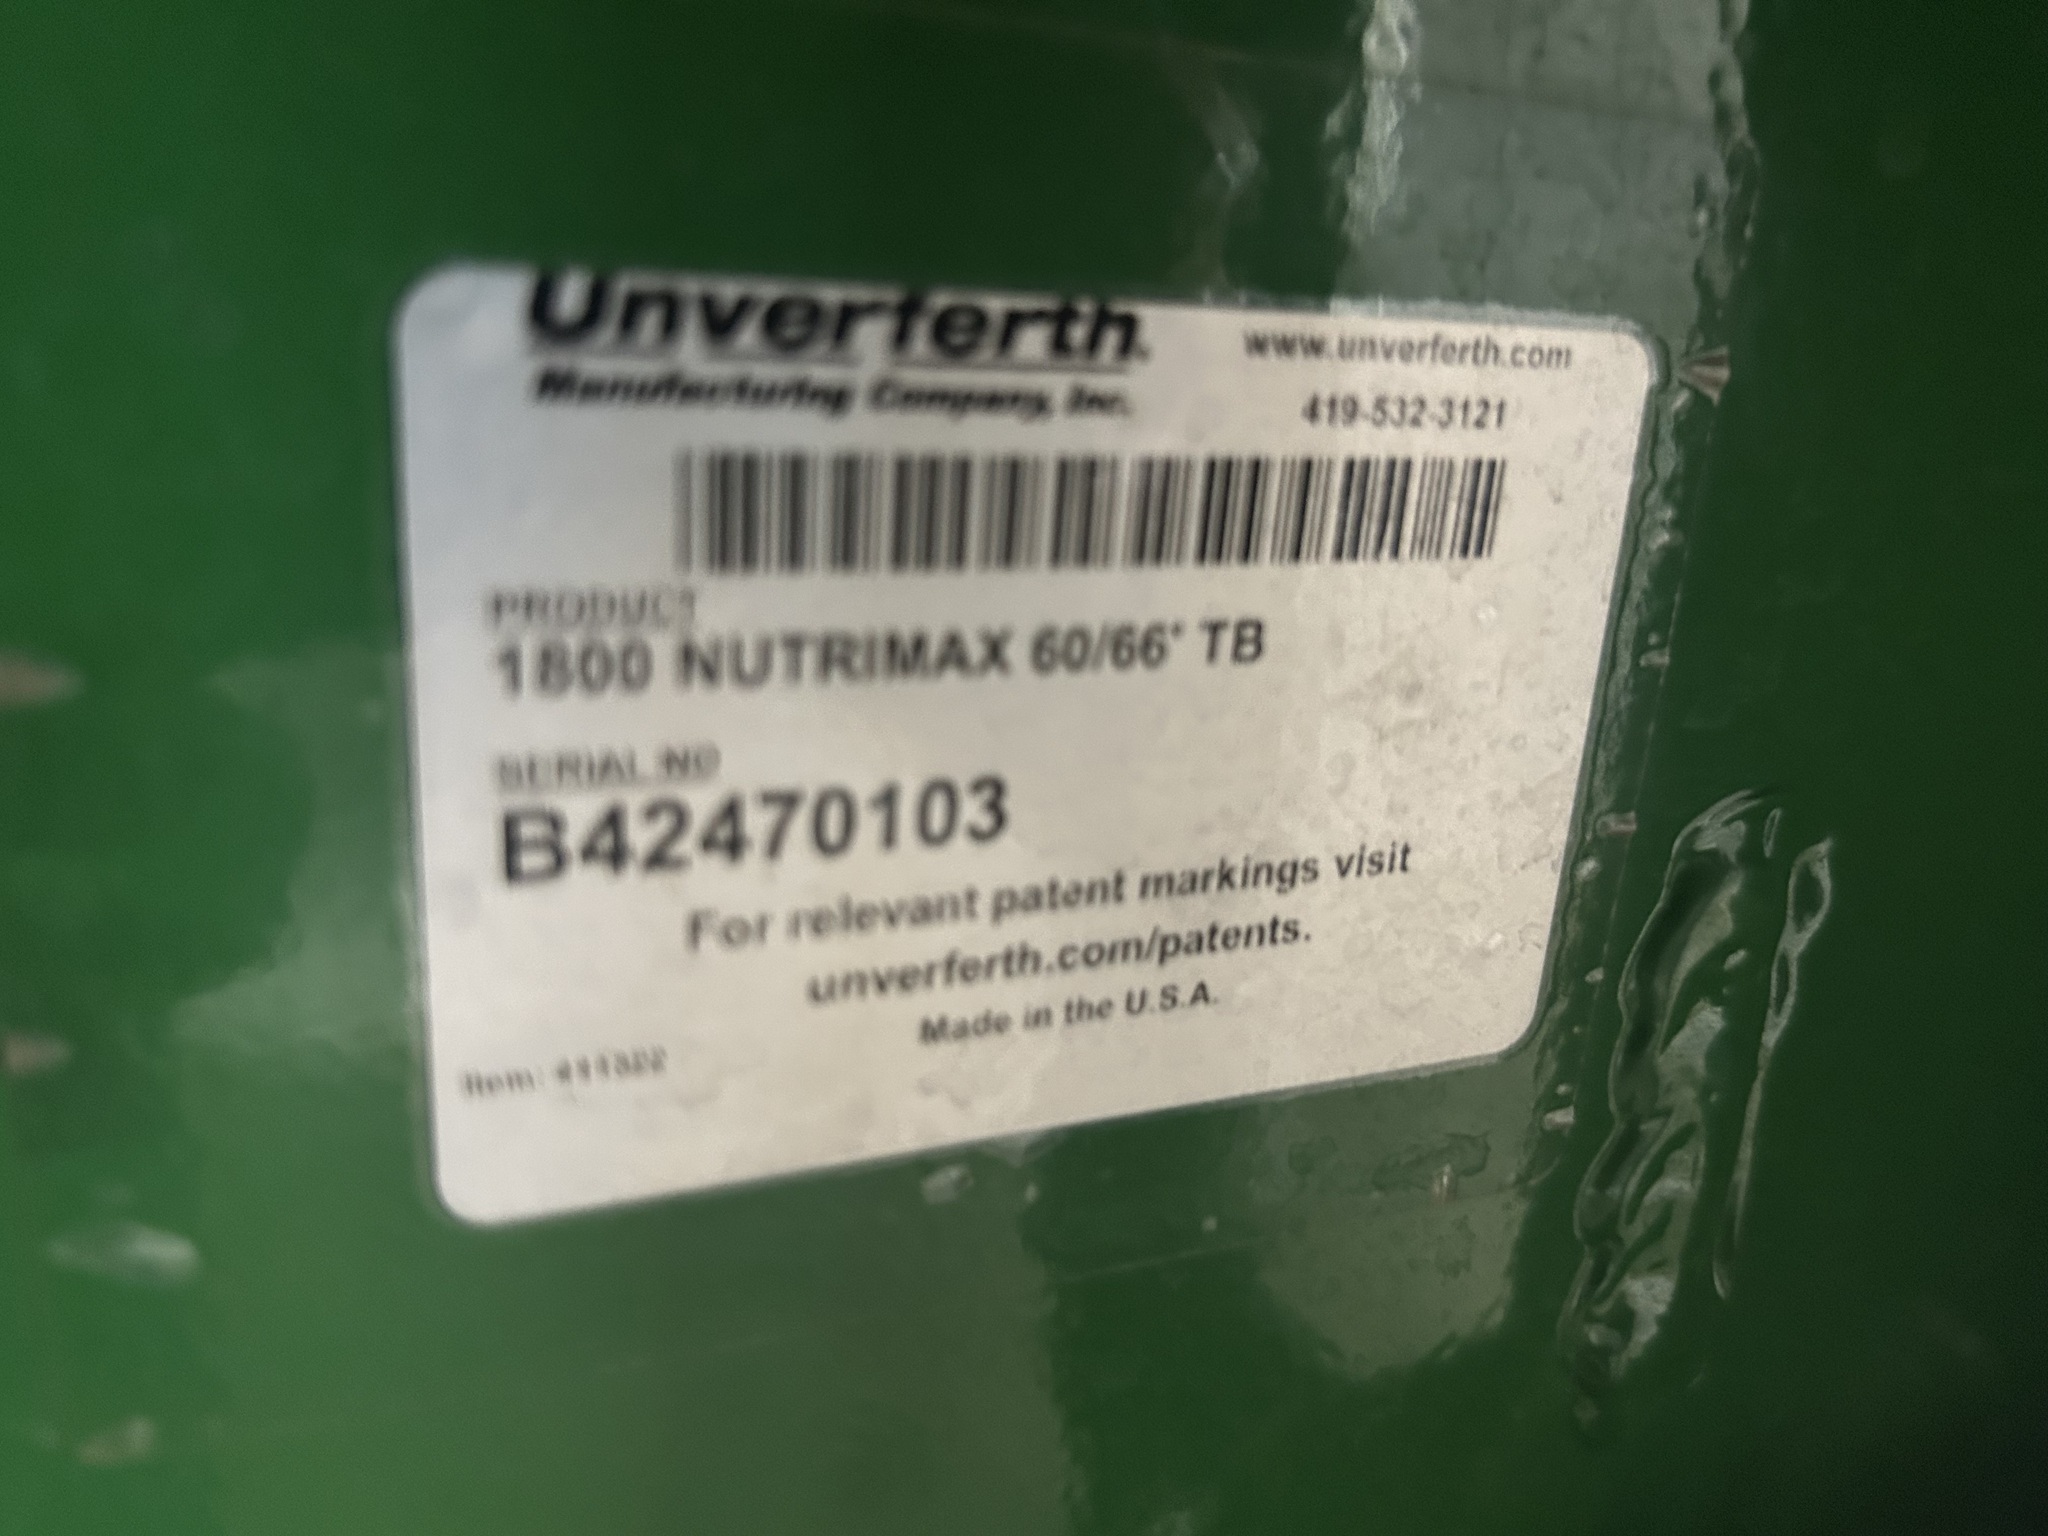 Unverferth
www.unverferth.com
Manufacturing Company, Inc.
419-532-3121
PRODUCT
1800 NUTRIMAX 60/66' TB
SERIAL NO
B42470103
For relevant patent markings visit
unverferth.com/patents.
Made in the U.S.A.
Item: